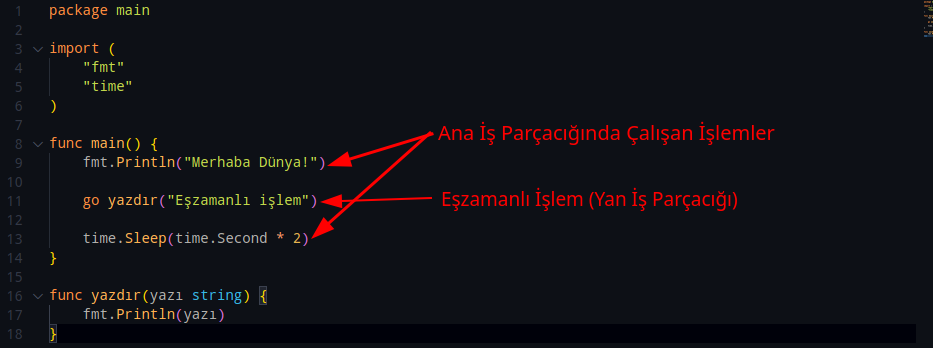 1 package main
2
3 import (
4 "fmt"
5 "time"
6 )
7
8 func main() {
9 fmt.Println("Merhaba Dünya!")
10
11 go yazdır("Eşzamanlı işlem")
12
13 time.Sleep(time.Second * 2)
14 }
15
16 func yazdır(yazı string) {
17 fmt.Println(yazı)
18 }
Ana İş Parçacığında Çalışan İşlemler
Eşzamanlı İşlem (Yan İş Parçacığı)